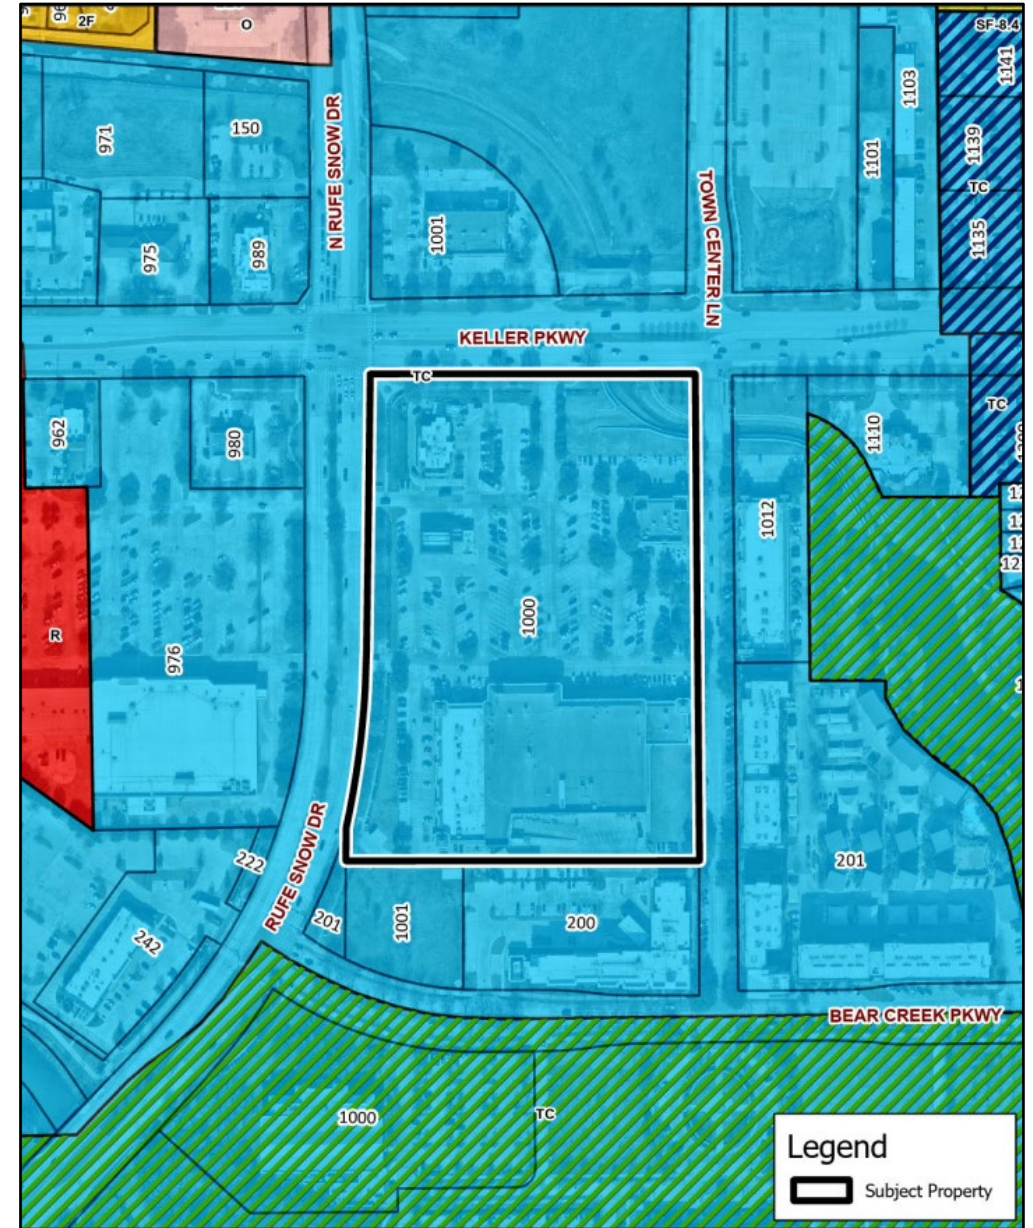 2F
O
SF-8.4
1141
971
150
N RUFE SNOW DR
1103
1101
1139
TC
1135
975
989
1001
TOWN CENTER LN
KELLER PKWY
TC
962
980
1110
TC
1012
1000
R
976
222
RUFE SNOW DR
201
1001
200
201
242
BEAR CREEK PKWY
1000
TC
Legend
Subject Property